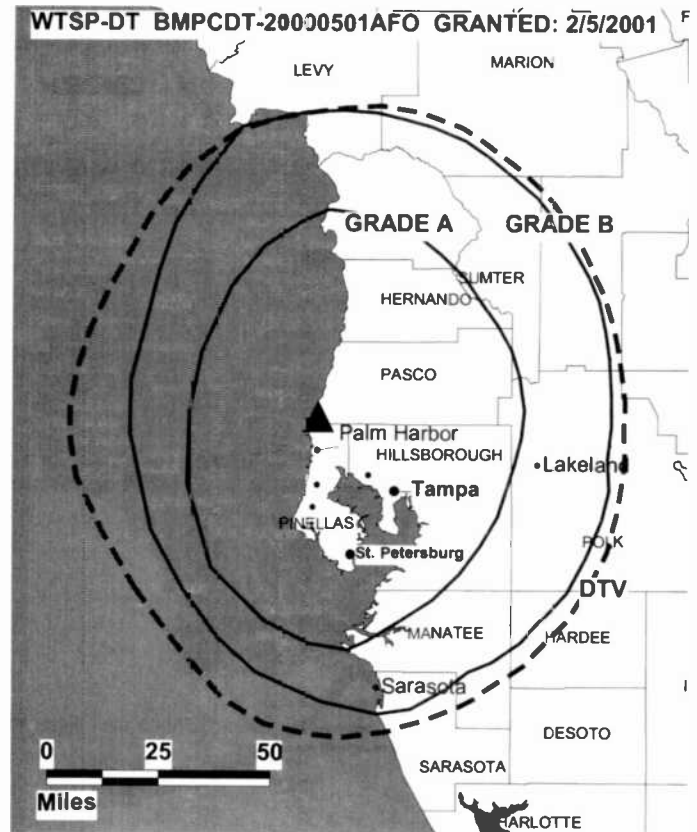 WTSP-DT BMPCDT-20000501AFO GRANTED: 2/5/2001
LEVY
MARION
GRADE A
GRADE B
SUMTER
HERNANDO
PASCO
Palm Harbor
HILLSBOROUGH
Lakeland
Tampa
PINELLAS
St. Petersburg
POLK
DTV
MANATEE
HARDEE
Sarasota
DESOTO
0 25 50
Miles
SARASOTA
HARLOTTE